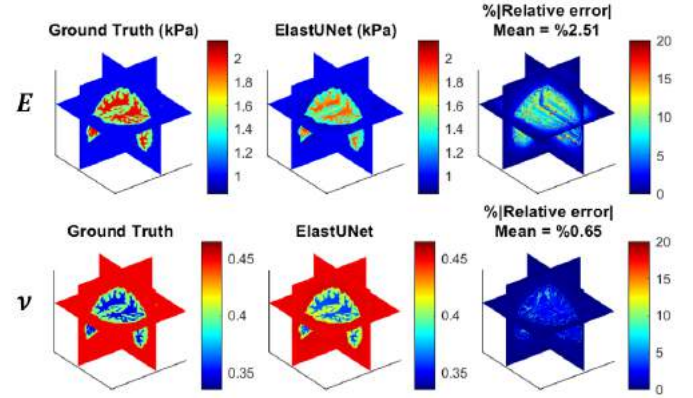 Ground Truth (kPa)
ElastUNet (kPa)
%|Relative error|
Mean = %2.51
E
2
1.8
1.6
1.4
1.2
1
2
1.8
1.6
1.4
1.2
1
20
15
10
5
0
Ground Truth
ElastUNet
%|Relative error|
Mean = %0.65
ν
0.45
0.4
0.35
0.45
0.4
0.35
20
15
10
5
0